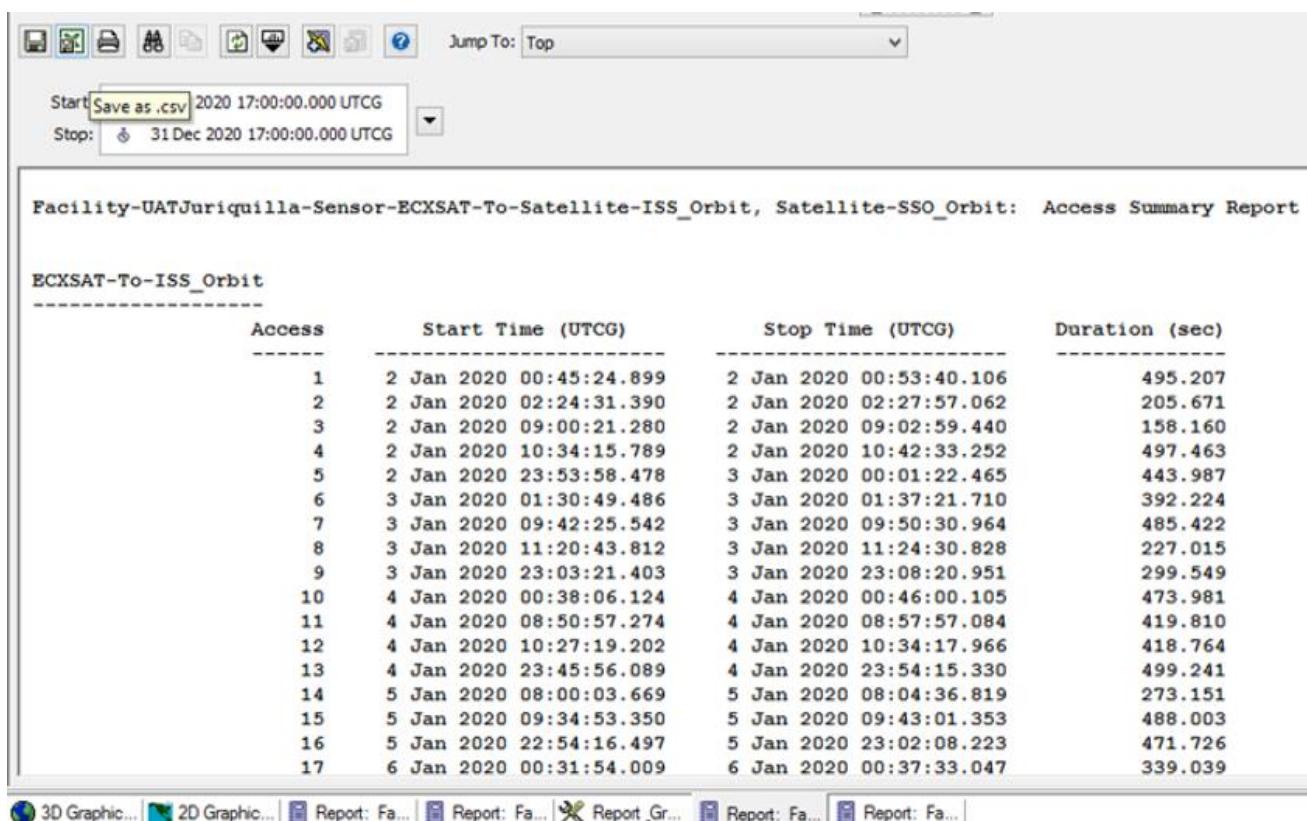 Jump To: Top
Start
Save as .csv
2020 17:00:00.000 UTCG
Stop: 31 Dec 2020 17:00:00.000 UTCG
Facility-UATJuriquilla-Sensor-ECXSAT-To-Satellite-ISS_Orbit, Satellite-SSO_Orbit: Access Summary Report
ECXSAT-To-ISS_Orbit
-------------------
Access Start Time (UTCG) Stop Time (UTCG) Duration (sec)
------ ------------------------ ------------------------ --------------
1 2 Jan 2020 00:45:24.899 2 Jan 2020 00:53:40.106 495.207
2 2 Jan 2020 02:24:31.390 2 Jan 2020 02:27:57.062 205.671
3 2 Jan 2020 09:00:21.280 2 Jan 2020 09:02:59.440 158.160
4 2 Jan 2020 10:34:15.789 2 Jan 2020 10:42:33.252 497.463
5 2 Jan 2020 23:53:58.478 3 Jan 2020 00:01:22.465 443.987
6 3 Jan 2020 01:30:49.486 3 Jan 2020 01:37:21.710 392.224
7 3 Jan 2020 09:42:25.542 3 Jan 2020 09:50:30.964 485.422
8 3 Jan 2020 11:20:43.812 3 Jan 2020 11:24:30.828 227.015
9 3 Jan 2020 23:03:21.403 3 Jan 2020 23:08:20.951 299.549
10 4 Jan 2020 00:38:06.124 4 Jan 2020 00:46:00.105 473.981
11 4 Jan 2020 08:50:57.274 4 Jan 2020 08:57:57.084 419.810
12 4 Jan 2020 10:27:19.202 4 Jan 2020 10:34:17.966 418.764
13 4 Jan 2020 23:45:56.089 4 Jan 2020 23:54:15.330 499.241
14 5 Jan 2020 08:00:03.669 5 Jan 2020 08:04:36.819 273.151
15 5 Jan 2020 09:34:53.350 5 Jan 2020 09:43:01.353 488.003
16 5 Jan 2020 22:54:16.497 5 Jan 2020 23:02:08.223 471.726
17 6 Jan 2020 00:31:54.009 6 Jan 2020 00:37:33.047 339.039
3D Graphic... 2D Graphic... Report: Fa... Report: Fa... Report_Gr... Report: Fa... Report: Fa...